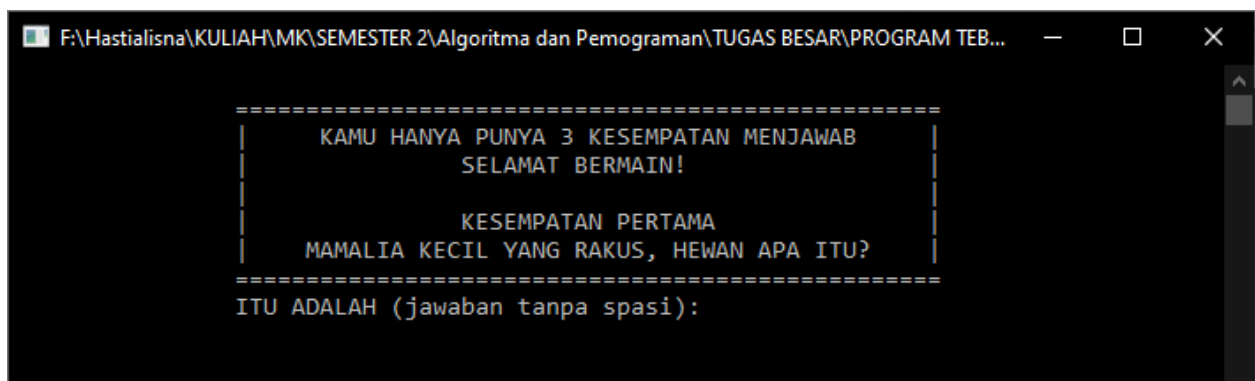 F:\Hastialisna\KULIAH\MK\SEMESTER 2\Algoritma dan Pemograman\TUGAS BESAR\PROGRAM TEB...
==================================================
| KAMU HANYA PUNYA 3 KESEMPATAN MENJAWAB |
| SELAMAT BERMAIN! |
| |
| KESEMPATAN PERTAMA |
| MAMALIA KECIL YANG RAKUS, HEWAN APA ITU? |
==================================================
ITU ADALAH (jawaban tanpa spasi):